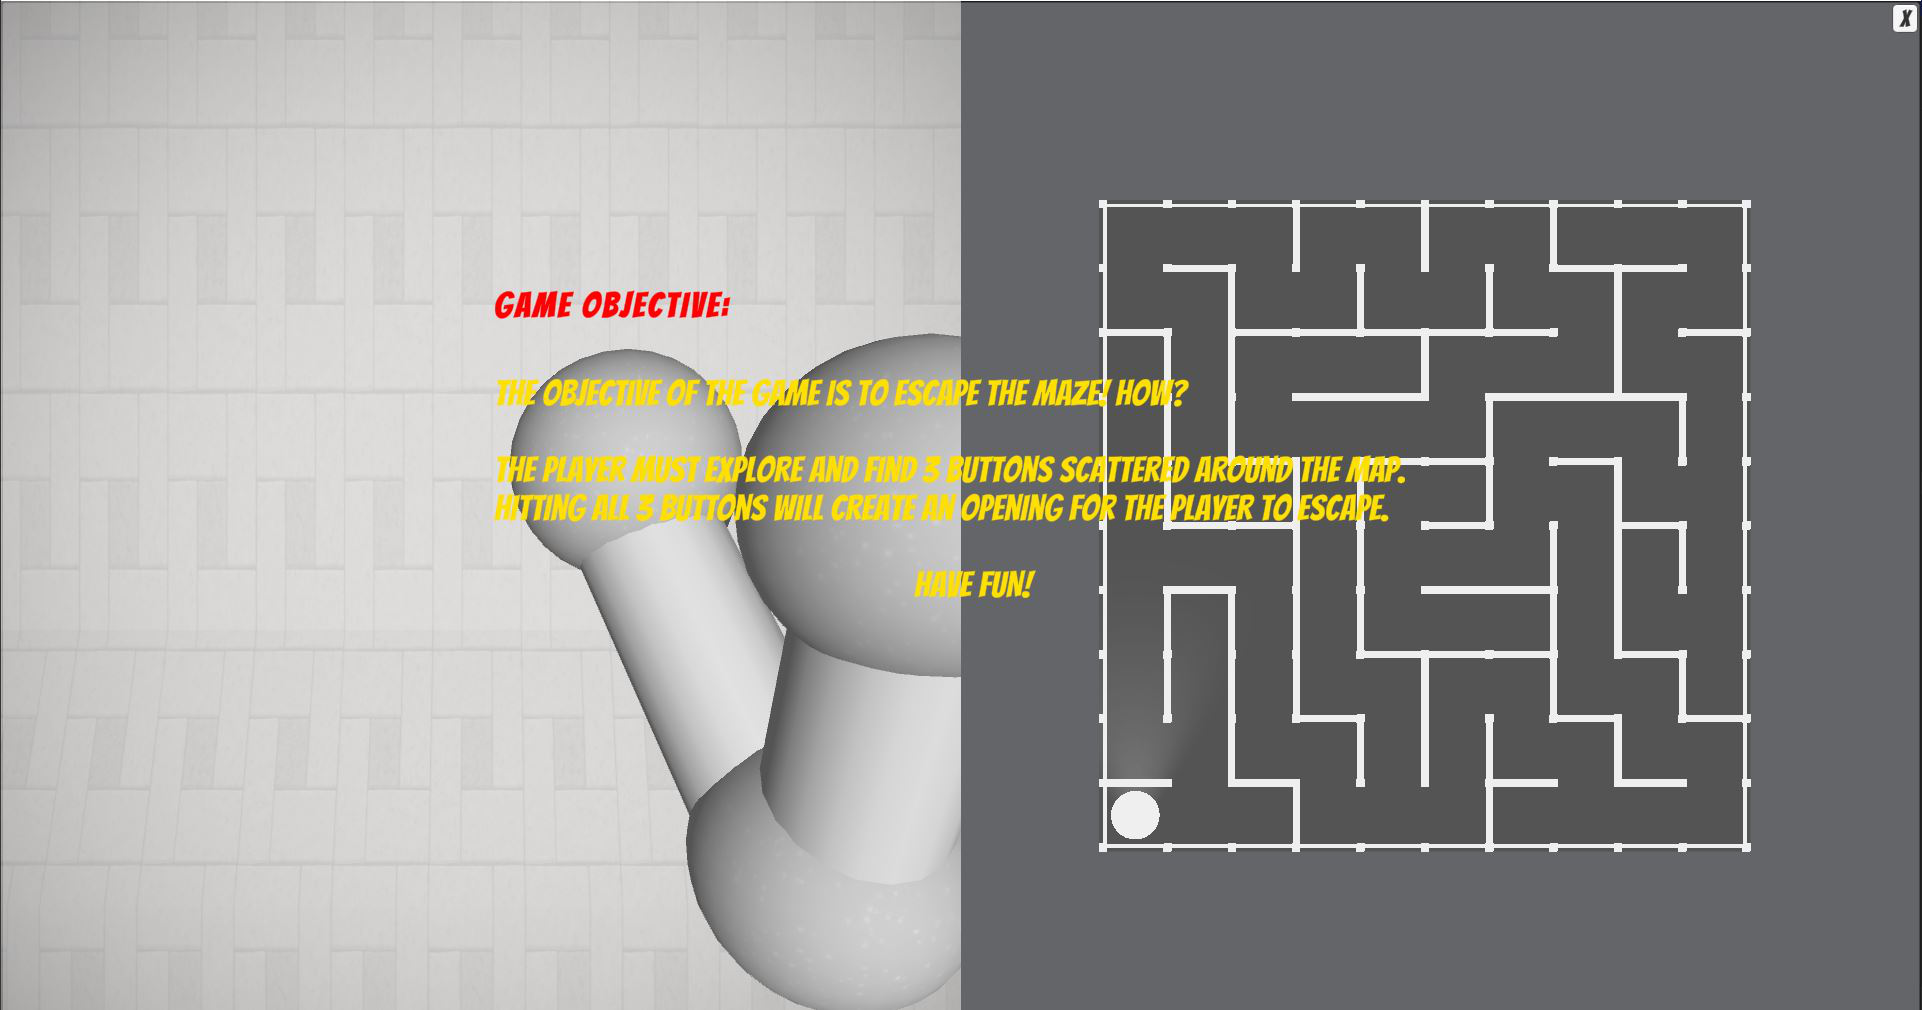 X
GAME OBJECTIVE:
THE OBJECTIVE OF THE GAME IS TO ESCAPE THE MAZE! HOW?
THE PLAYER MUST EXPLORE AND FIND 3 BUTTONS SCATTERED AROUND THE MAP.
HITTING ALL 3 BUTTONS WILL CREATE AN OPENING FOR THE PLAYER TO ESCAPE.
HAVE FUN!